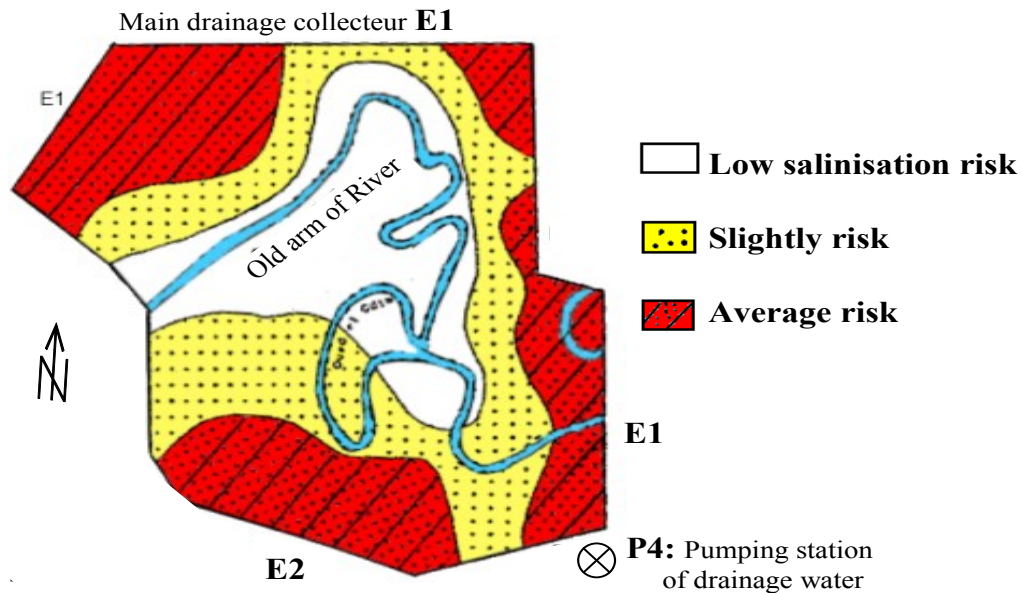 Main drainage collecteur E1
E1
Old arm of River
Low salinisation risk
Slightly risk
Average risk
N
E1
E2
P4: Pumping station
of drainage water